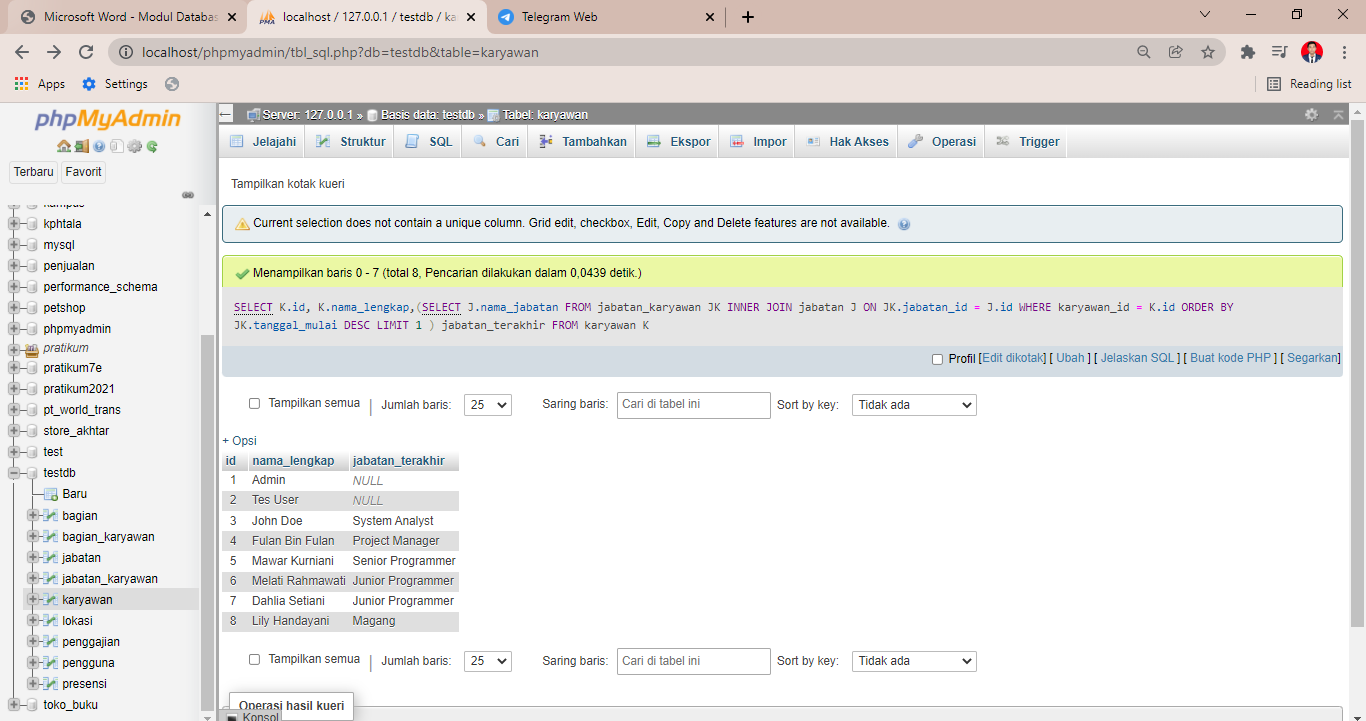 Microsoft Word - Modul Databas
localhost / 127.0.0.1 / testdb / ka
Telegram Web
localhost/phpmyadmin/tbl_sql.php?db=testdb&table=karyawan
Apps
Settings
Reading list
phpMyAdmin
Terbaru
Favorit
kampus
kphtala
mysql
penjualan
performance_schema
petshop
phpmyadmin
pratikum
pratikum7e
pratikum2021
pt_world_trans
store_akhtar
test
testdb
Baru
bagian
bagian_karyawan
jabatan
jabatan_karyawan
karyawan
lokasi
penggajian
pengguna
presensi
toko_buku
Server: 127.0.0.1 » Basis data: testdb » Tabel: karyawan
Jelajahi Struktur SQL Cari Tambahkan Ekspor Impor Hak Akses Operasi Trigger
Tampilkan kotak kueri
Current selection does not contain a unique column. Grid edit, checkbox, Edit, Copy and Delete features are not available.
Menampilkan baris 0 - 7 (total 8, Pencarian dilakukan dalam 0,0439 detik.)
SELECT K.id, K.nama_lengkap,(SELECT J.nama_jabatan FROM jabatan_karyawan JK INNER JOIN jabatan J ON JK.jabatan_id = J.id WHERE karyawan_id = K.id ORDER BY
JK.tanggal_mulai DESC LIMIT 1 ) jabatan_terakhir FROM karyawan K
Profil [Edit dikotak] [ Ubah ] [ Jelaskan SQL ] [ Buat kode PHP ] [ Segarkan]
Tampilkan semua | Jumlah baris: 25 Saring baris: Cari di tabel ini Sort by key: Tidak ada
+ Opsi
id nama_lengkap jabatan_terakhir
1 Admin NULL
2 Tes User NULL
3 John Doe System Analyst
4 Fulan Bin Fulan Project Manager
5 Mawar Kurniani Senior Programmer
6 Melati Rahmawati Junior Programmer
7 Dahlia Setiani Junior Programmer
8 Lily Handayani Magang
Tampilkan semua | Jumlah baris: 25 Saring baris: Cari di tabel ini Sort by key: Tidak ada
Operasi hasil kueri
Konsol